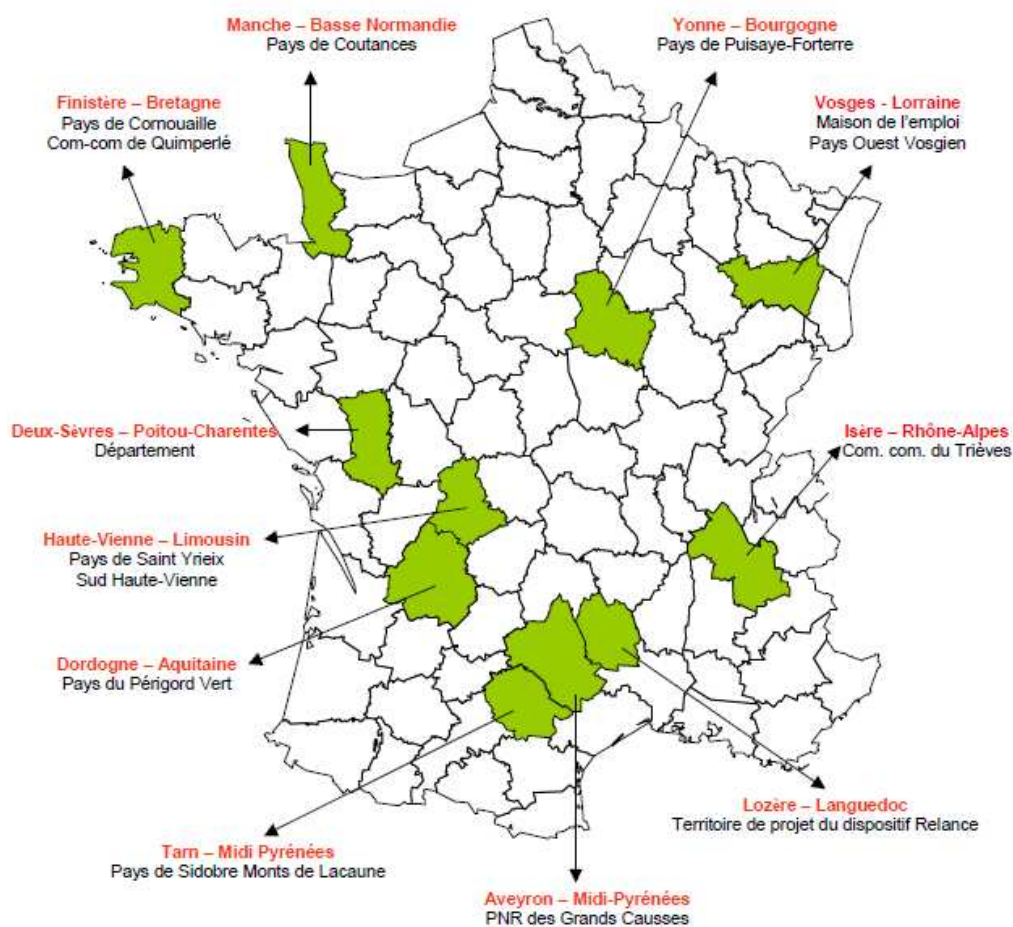 Manche – Basse Normandie
Pays de Coutances
Yonne – Bourgogne
Pays de Puisaye-Forterre
Finistère – Bretagne
Pays de Cornouaille
Com-com de Quimperlé
Vosges - Lorraine
Maison de l'emploi
Pays Ouest Vosgien
Deux-Sèvres – Poitou-Charentes
Département
Isère – Rhône-Alpes
Com. com. du Trièves
Haute-Vienne – Limousin
Pays de Saint Yrieix
Sud Haute-Vienne
Dordogne – Aquitaine
Pays du Périgord Vert
Lozère – Languedoc
Territoire de projet du dispositif Relance
Tarn – Midi Pyrénées
Pays de Sidobre Monts de Lacaune
Aveyron – Midi-Pyrénées
PNR des Grands Causses